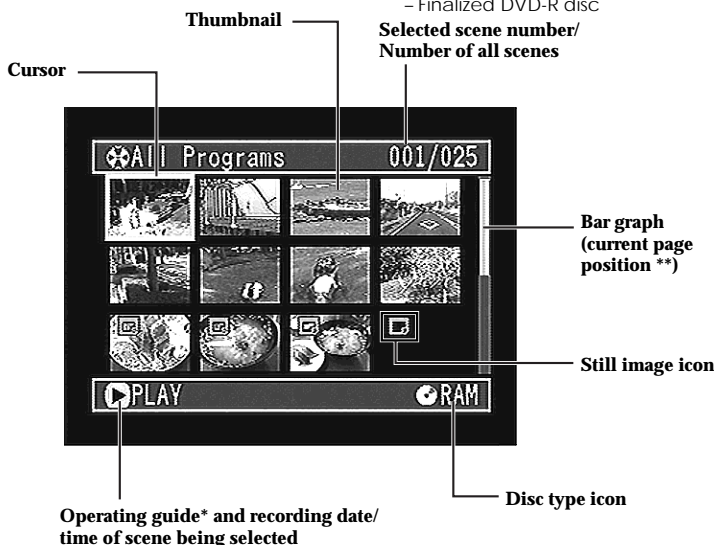 – Finalized DVD-R disc
Thumbnail
Selected scene number/
Number of all scenes
Cursor
All Programs 001/025
Bar graph
(current page
position **)
Still image icon
PLAY RAM
Disc type icon
Operating guide* and recording date/
time of scene being selected